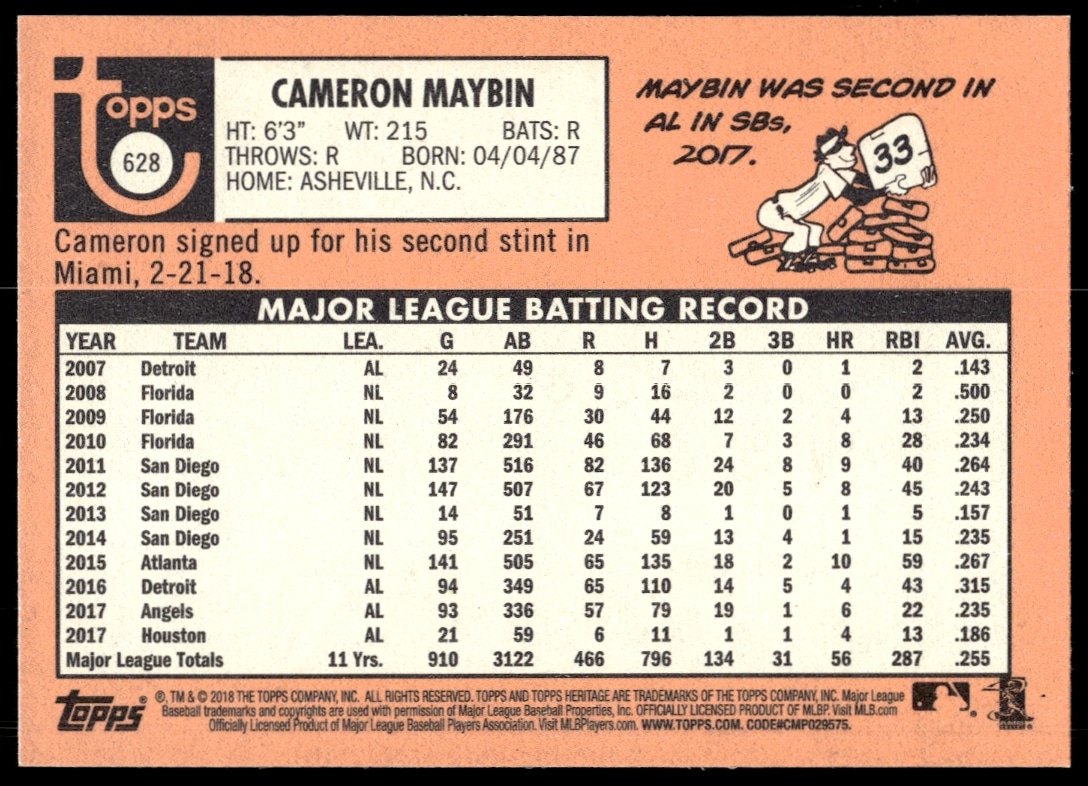 topps
628
CAMERON MAYBIN
HT: 6'3" WT: 215 BATS: R
THROWS: R BORN: 04/04/87
HOME: ASHEVILLE, N.C.
MAYBIN WAS SECOND IN
AL IN SBs,
2017.
33
Cameron signed up for his second stint in
Miami, 2-21-18.
MAJOR LEAGUE BATTING RECORD
YEAR TEAM LEA. G AB R H 2B 3B HR RBI AVG.
2007 Detroit AL 24 49 8 7 3 0 1 2 .143
2008 Florida NL 8 32 9 16 2 0 0 2 .500
2009 Florida NL 54 176 30 44 12 2 4 13 .250
2010 Florida NL 82 291 46 68 7 3 8 28 .234
2011 San Diego NL 137 516 82 136 24 8 9 40 .264
2012 San Diego NL 147 507 67 123 20 5 8 45 .243
2013 San Diego NL 14 51 7 8 1 0 1 5 .157
2014 San Diego NL 95 251 24 59 13 4 1 15 .235
2015 Atlanta NL 141 505 65 135 18 2 10 59 .267
2016 Detroit AL 94 349 65 110 14 5 4 43 .315
2017 Angels AL 93 336 57 79 19 1 6 22 .235
2017 Houston AL 21 59 6 11 1 1 4 13 .186
Major League Totals 11 Yrs. 910 3122 466 796 134 31 56 287 .255
topps ® ®, TM & © 2018 THE TOPPS COMPANY, INC. ALL RIGHTS RESERVED. TOPPS AND TOPPS HERITAGE ARE TRADEMARKS OF THE TOPPS COMPANY, INC. Major League
Baseball trademarks and copyrights are used with permission of Major League Baseball Properties, Inc. OFFICIALLY LICENSED PRODUCT OF MLBP. Visit MLB.com
Officially Licensed Product of Major League Baseball Players Association. Visit MLBPlayers.com. WWW.TOPPS.COM. CODE#CMP029575.